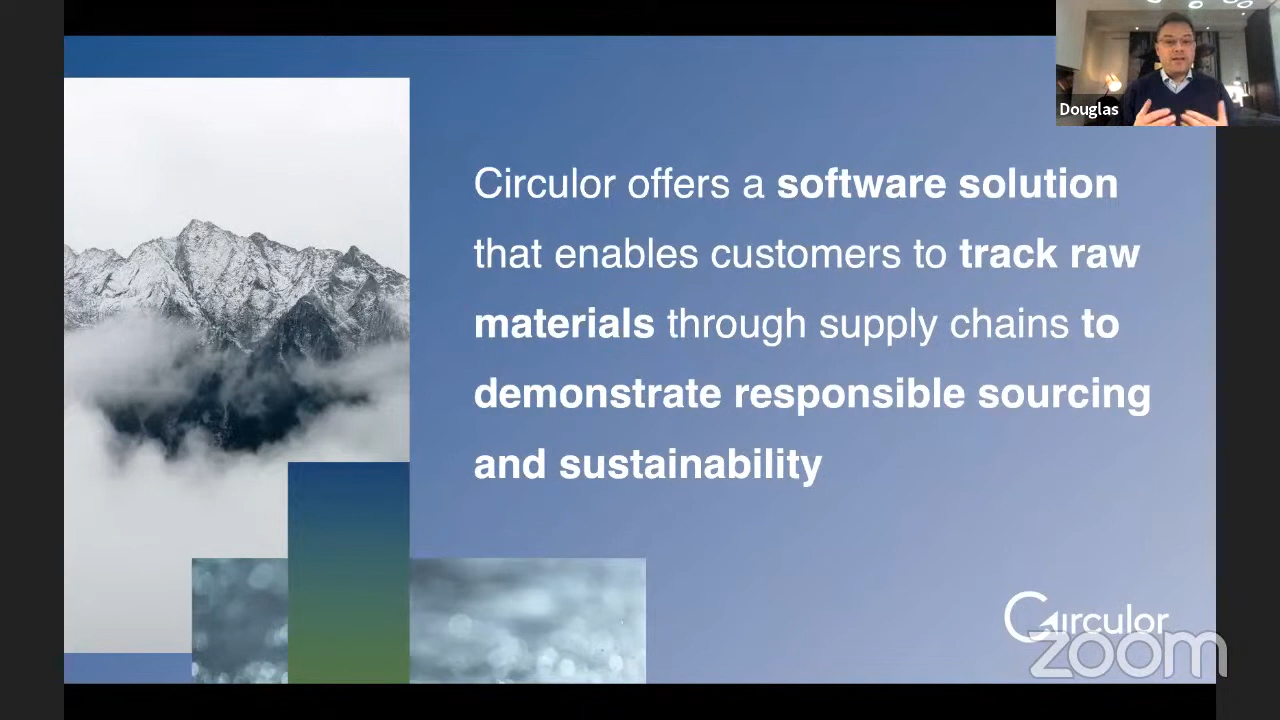 Douglas
Circulor offers a software solution
that enables customers to track raw
materials through supply chains to
demonstrate responsible sourcing
and sustainability
Circulor
zoom